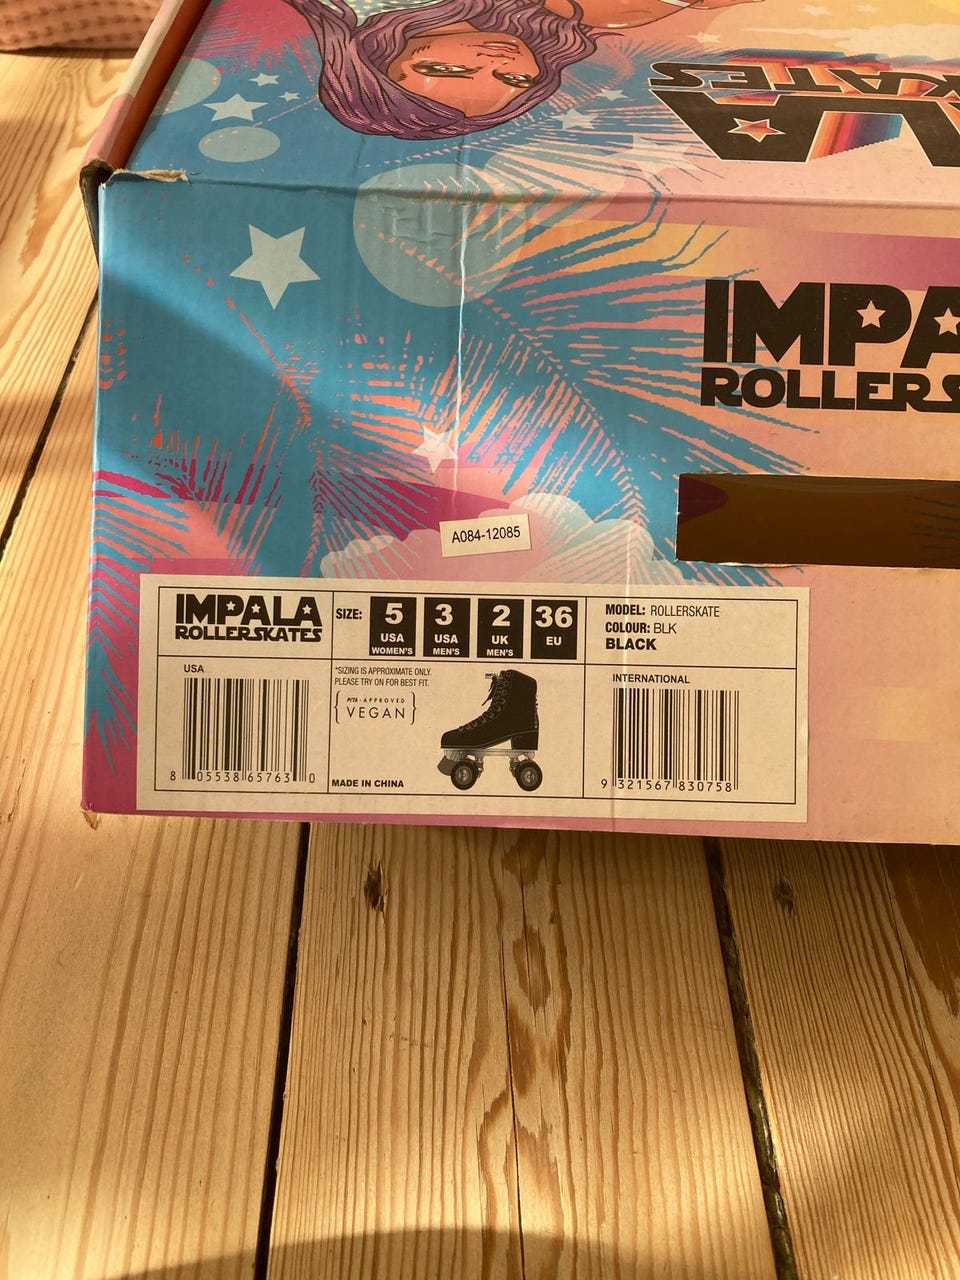 IMPALA
ROLLERS
A084-12085
IMPALA
ROLLERSKATES
SIZE:
5
USA
WOMEN'S
3
USA
MEN'S
2
UK
MEN'S
36
EU
MODEL: ROLLERSKATE
COLOUR: BLK
BLACK
USA
8 05538 65763 0
*SIZING IS APPROXIMATE ONLY.
PLEASE TRY ON FOR BEST FIT.
PETA-APPROVED
VEGAN
MADE IN CHINA
INTERNATIONAL
9 321567 830758